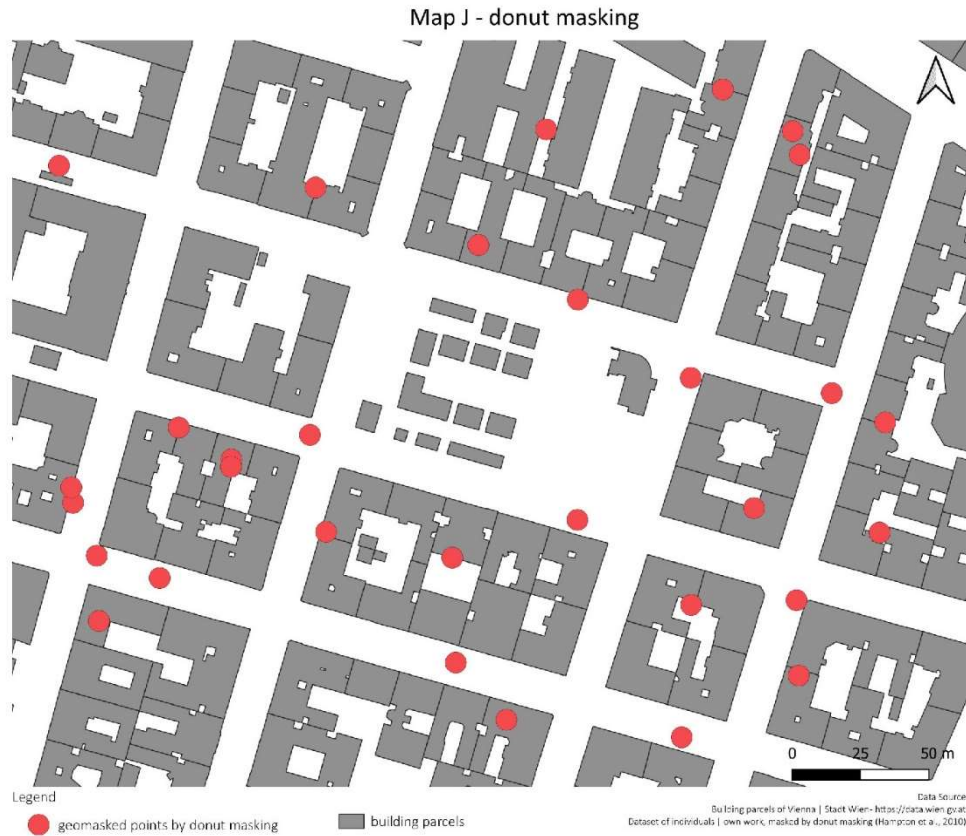 Map J - donut masking
0 25 50 m
Legend
geomasked points by donut masking
building parcels
Data Source
Building parcels of Vienna | Stadt Wien- https://data.wien.gv.at
Dataset of individuals | own work, masked by donut masking (Hampton et al., 2010)